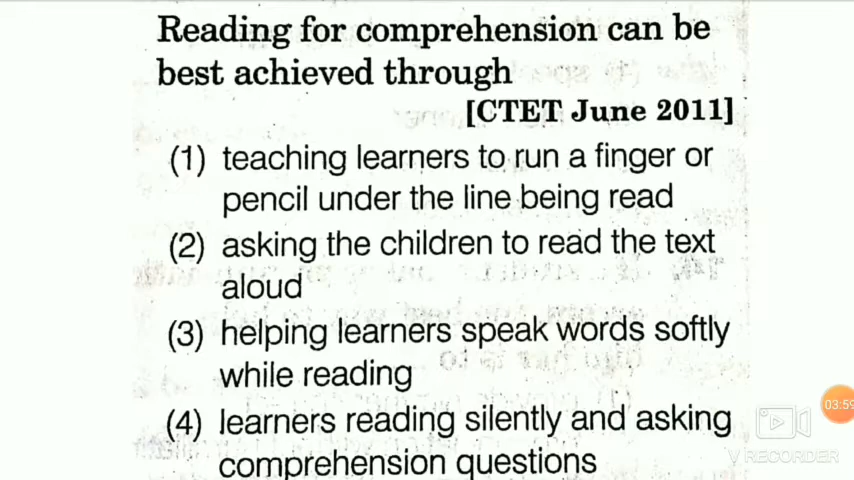 Reading for comprehension can be
best achieved through
[CTET June 2011]
(1) teaching learners to run a finger or
pencil under the line being read
(2) asking the children to read the text
aloud
(3) helping learners speak words softly
while reading
(4) learners reading silently and asking
comprehension questions
03:59
V RECORDER